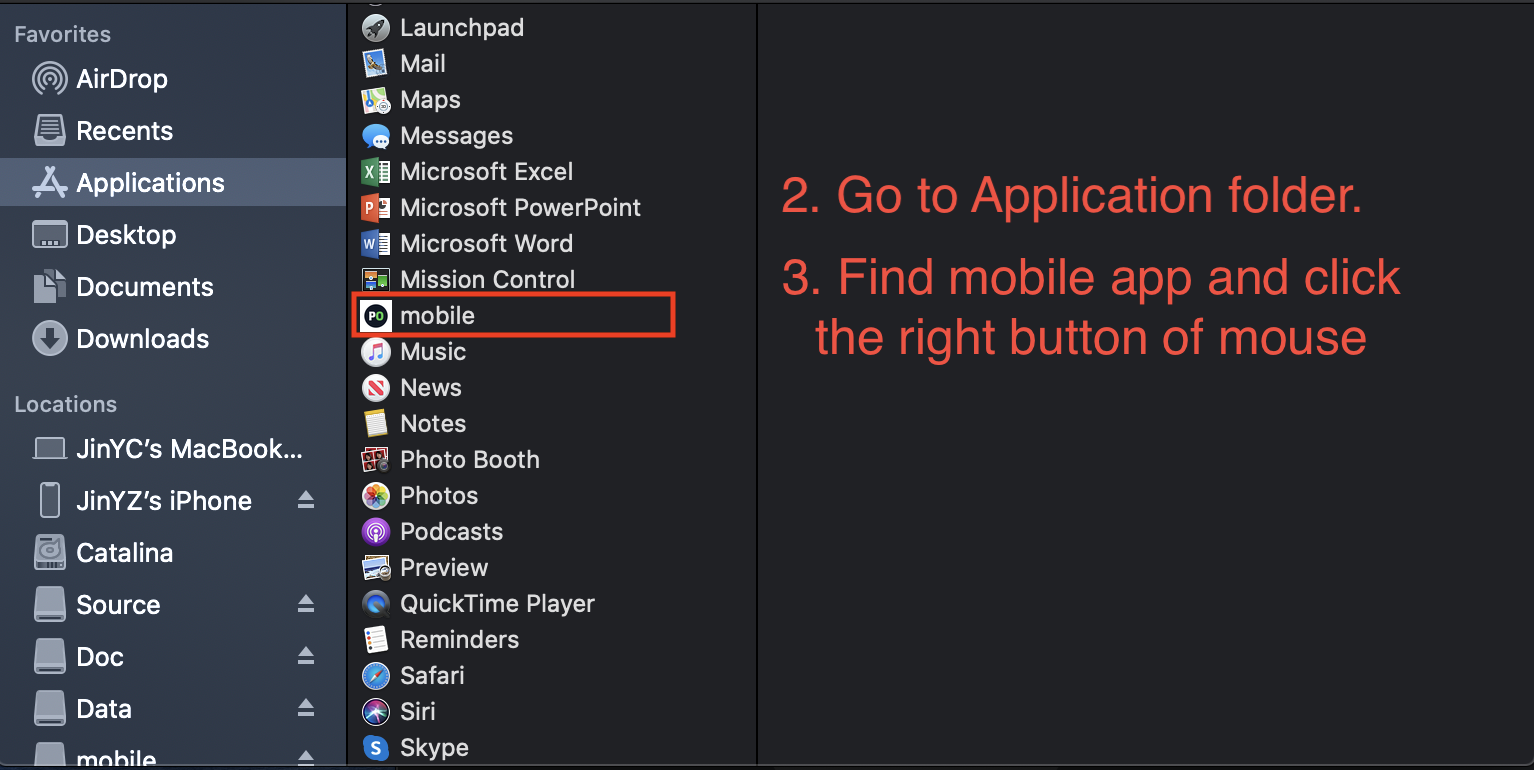 Favorites
AirDrop
Recents
Applications
Desktop
Documents
Downloads
Locations
JinYC's MacBook...
JinYZ's iPhone
Catalina
Source
Doc
Data
mobile
Launchpad
Mail
Maps
Messages
Microsoft Excel
Microsoft PowerPoint
Microsoft Word
Mission Control
PO mobile
Music
News
Notes
Photo Booth
Photos
Podcasts
Preview
QuickTime Player
Reminders
Safari
Siri
Skype
2. Go to Application folder.
3. Find mobile app and click
the right button of mouse